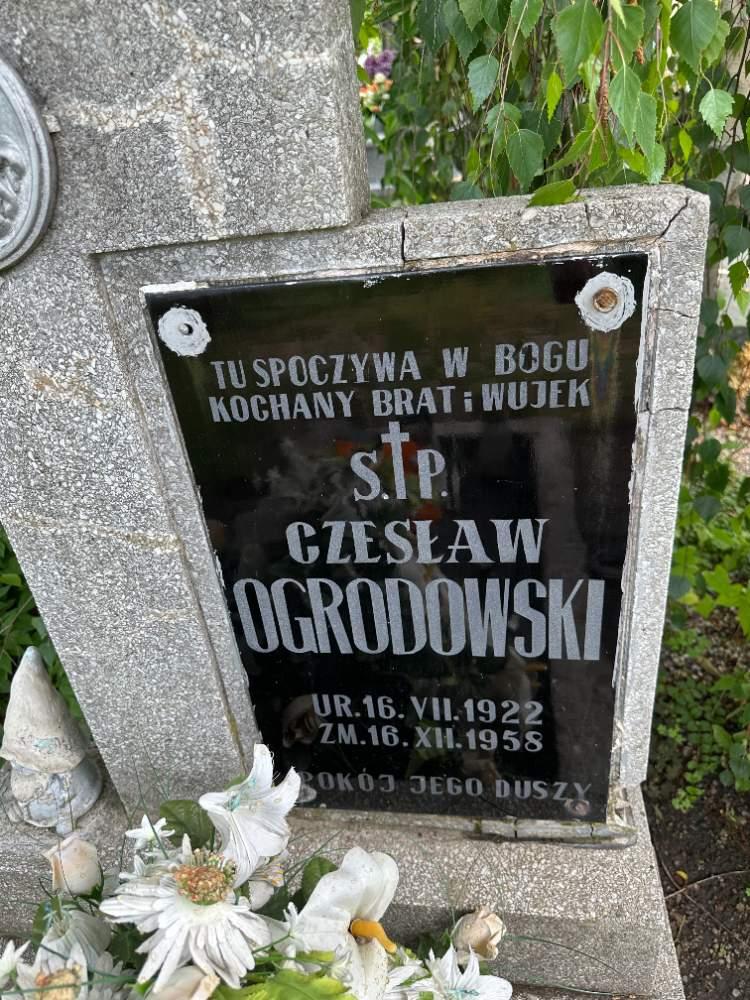 TU SPOCZYWA W BOGU
KOCHANY BRAT i WUJEK
Ś.P.
CZESŁAW
OGRODOWSKI
UR.16.VII.1922
ZM.16.XII.1958
POKÓJ JEGO DUSZY